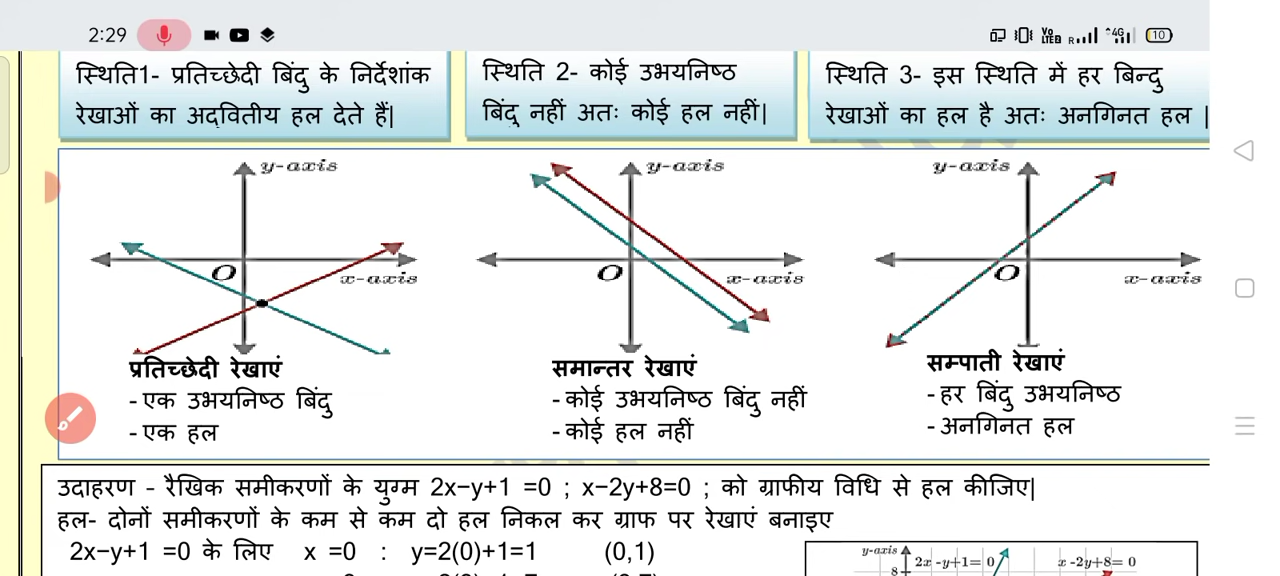 2:29
Vo LTE R 4G 10
स्थिति1- प्रतिच्छेदी बिंदु के निर्देशांक
रेखाओं का अद्वितीय हल देते हैं|
स्थिति 2- कोई उभयनिष्ठ
बिंदु नहीं अतः कोई हल नहीं|
स्थिति 3- इस स्थिति में हर बिन्दु
रेखाओं का हल है अतः अनगिनत हल |
y-axis
O
x-axis
प्रतिच्छेदी रेखाएं
- एक उभयनिष्ठ बिंदु
- एक हल
y-axis
O
x-axis
समान्तर रेखाएं
- कोई उभयनिष्ठ बिंदु नहीं
- कोई हल नहीं
y-axis
O
x-axis
सम्पाती रेखाएं
- हर बिंदु उभयनिष्ठ
- अनगिनत हल
उदाहरण - रैखिक समीकरणों के युग्म 2x−y+1 =0 ; x−2y+8=0 ; को ग्राफीय विधि से हल कीजिए|
हल- दोनों समीकरणों के कम से कम दो हल निकल कर ग्राफ पर रेखाएं बनाइए
2x−y+1 =0 के लिए x =0 : y=2(0)+1=1 (0,1)
y-axis
2x -y+1= 0
x -2y+8= 0
8